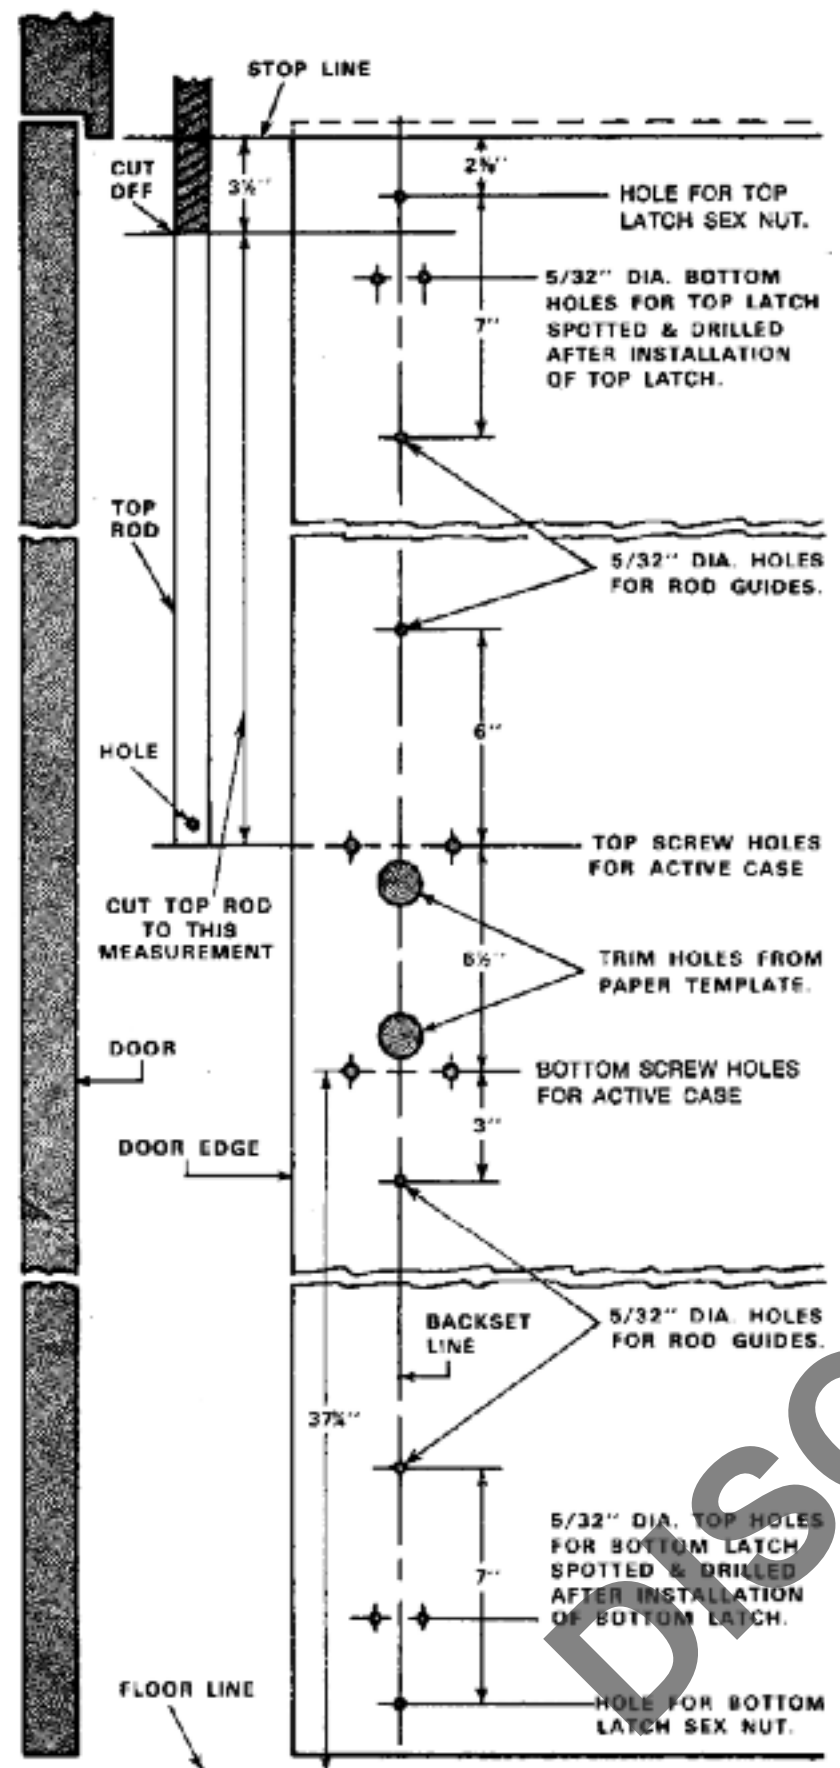 STOP LINE
CUT
OFF
3½"
HOLE FOR TOP
LATCH SEX NUT.
5/32" DIA. BOTTOM
HOLES FOR TOP LATCH
SPOTTED & DRILLED
AFTER INSTALLATION
OF TOP LATCH.
7"
TOP
ROD
5/32" DIA. HOLES
FOR ROD GUIDES.
6"
HOLE
TOP SCREW HOLES
FOR ACTIVE CASE
CUT TOP ROD
TO THIS
MEASUREMENT
TRIM HOLES FROM
PAPER TEMPLATE.
DOOR
BOTTOM SCREW HOLES
FOR ACTIVE CASE
3"
DOOR EDGE
5/32" DIA. HOLES
FOR ROD GUIDES.
BACKSET
LINE
5/32" DIA. TOP HOLES
FOR BOTTOM LATCH
SPOTTED & DRILLED
AFTER INSTALLATION
OF BOTTOM LATCH.
7"
FLOOR LINE
HOLE FOR BOTTOM
LATCH SEX NUT.